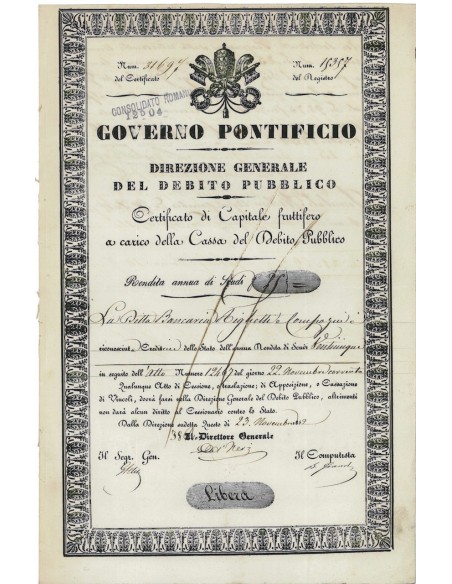 Num. 31697
del Certificato
Num. 15357
del Registro
CONSOLIDATO ROMANO
GOVERNO PONTIFICIO
DIREZIONE GENERALE
DEL DEBITO PUBBLICO
Certificato di Capitale fruttifero
a carico della Cassa del Debito Pubblico
Rendita annua di Scudi
La Ditta Bancaria Righetti e Compagni è
riconosciuta Creditrice dello Stato dell'annua Rendita di Scudi
in seguito dell'Atto Numero del giorno 22 Novembre
Qualunque Atto di Cessione, o traslazione; di Apposizione, o Cassazione
di Vincoli, dovrà farsi nella Direzione Generale del Debito Pubblico, altrimenti
non darà alcun diritto al Cessionario contro lo Stato.
Dalla Direzione suddetta Questo dì 23 Novembre
Il Direttore Generale
Il Segr. Gen.
Il Computista
Libera